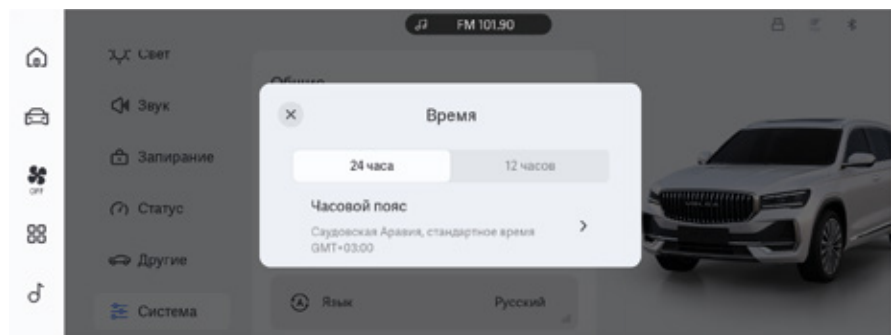 FM 101.90
Свет
Общие
Звук
Время
Запирание
24 часа
12 часов
OFF
Статус
Часовой пояс
Саудовская Аравия, стандартное время
GMT+03:00
Другие
Система
Язык
Русский